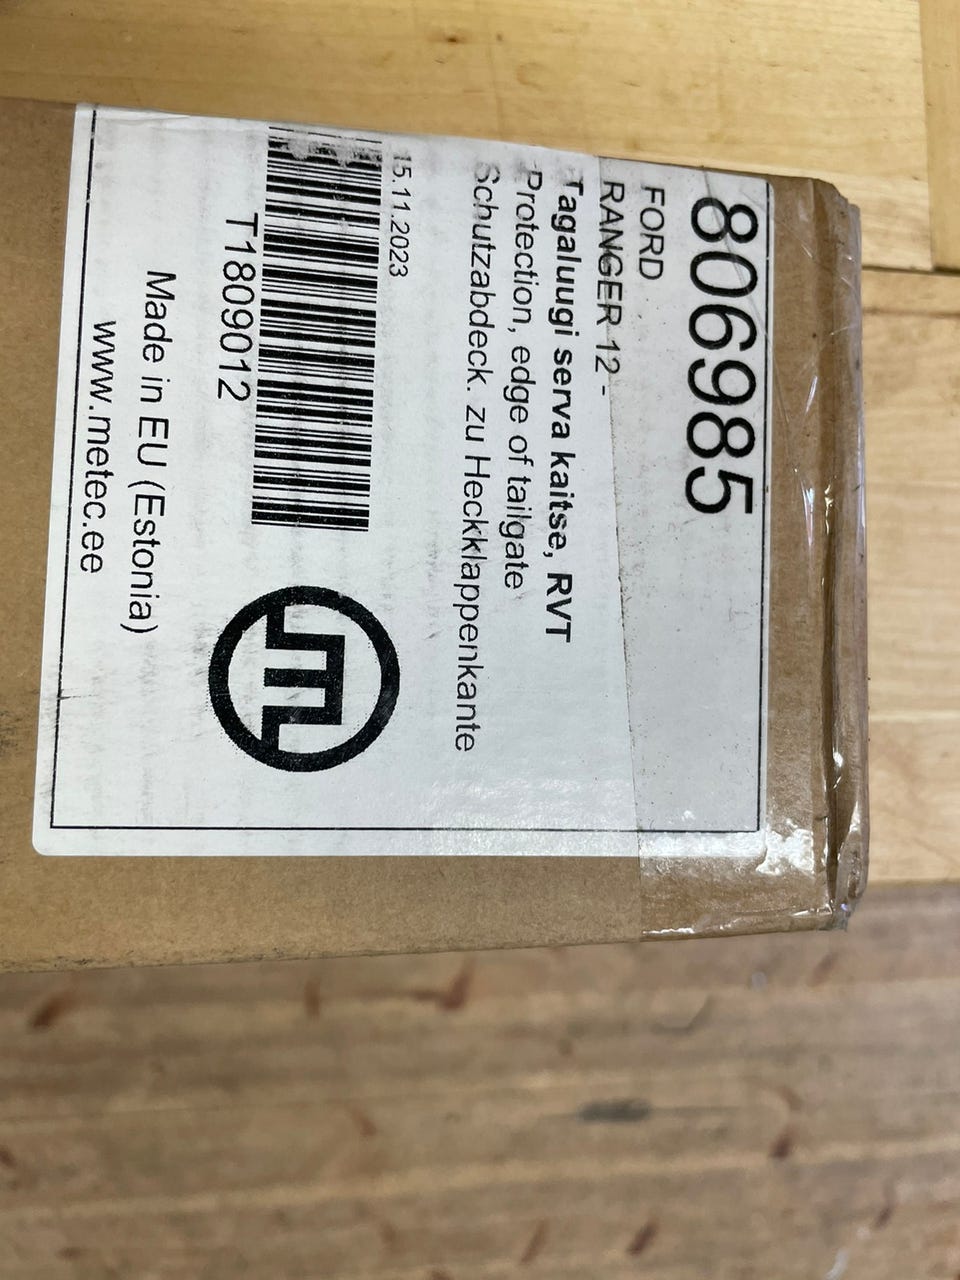 806985
FORD
RANGER 12 -
Tagaluugi serva kaitse, RVT
Protection, edge of tailgate
Schutzabdeck. zu Heckklappenkante
15.11.2023
T1809012
Made in EU (Estonia)
www.metec.ee